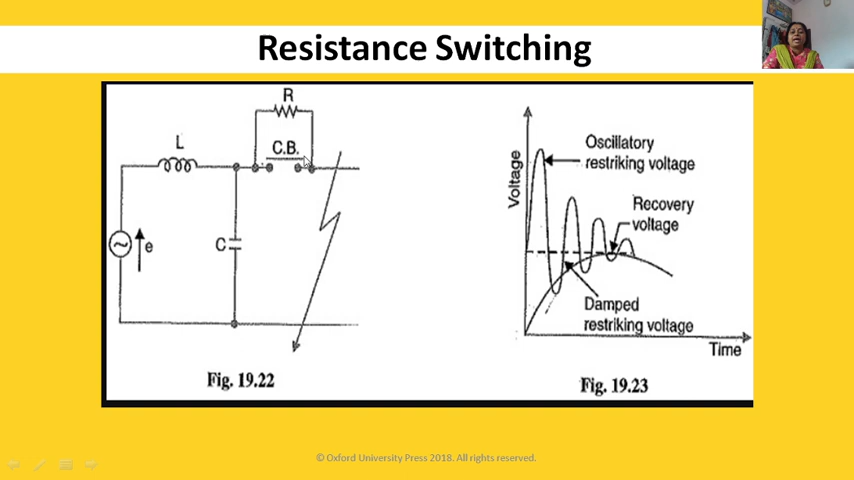 Resistance Switching
R
L
C.B.
C
e
Fig. 19.22
Voltage
Oscillatory
restriking voltage
Recovery
voltage
Damped
restriking voltage
Time
Fig. 19.23
© Oxford University Press 2018. All rights reserved.